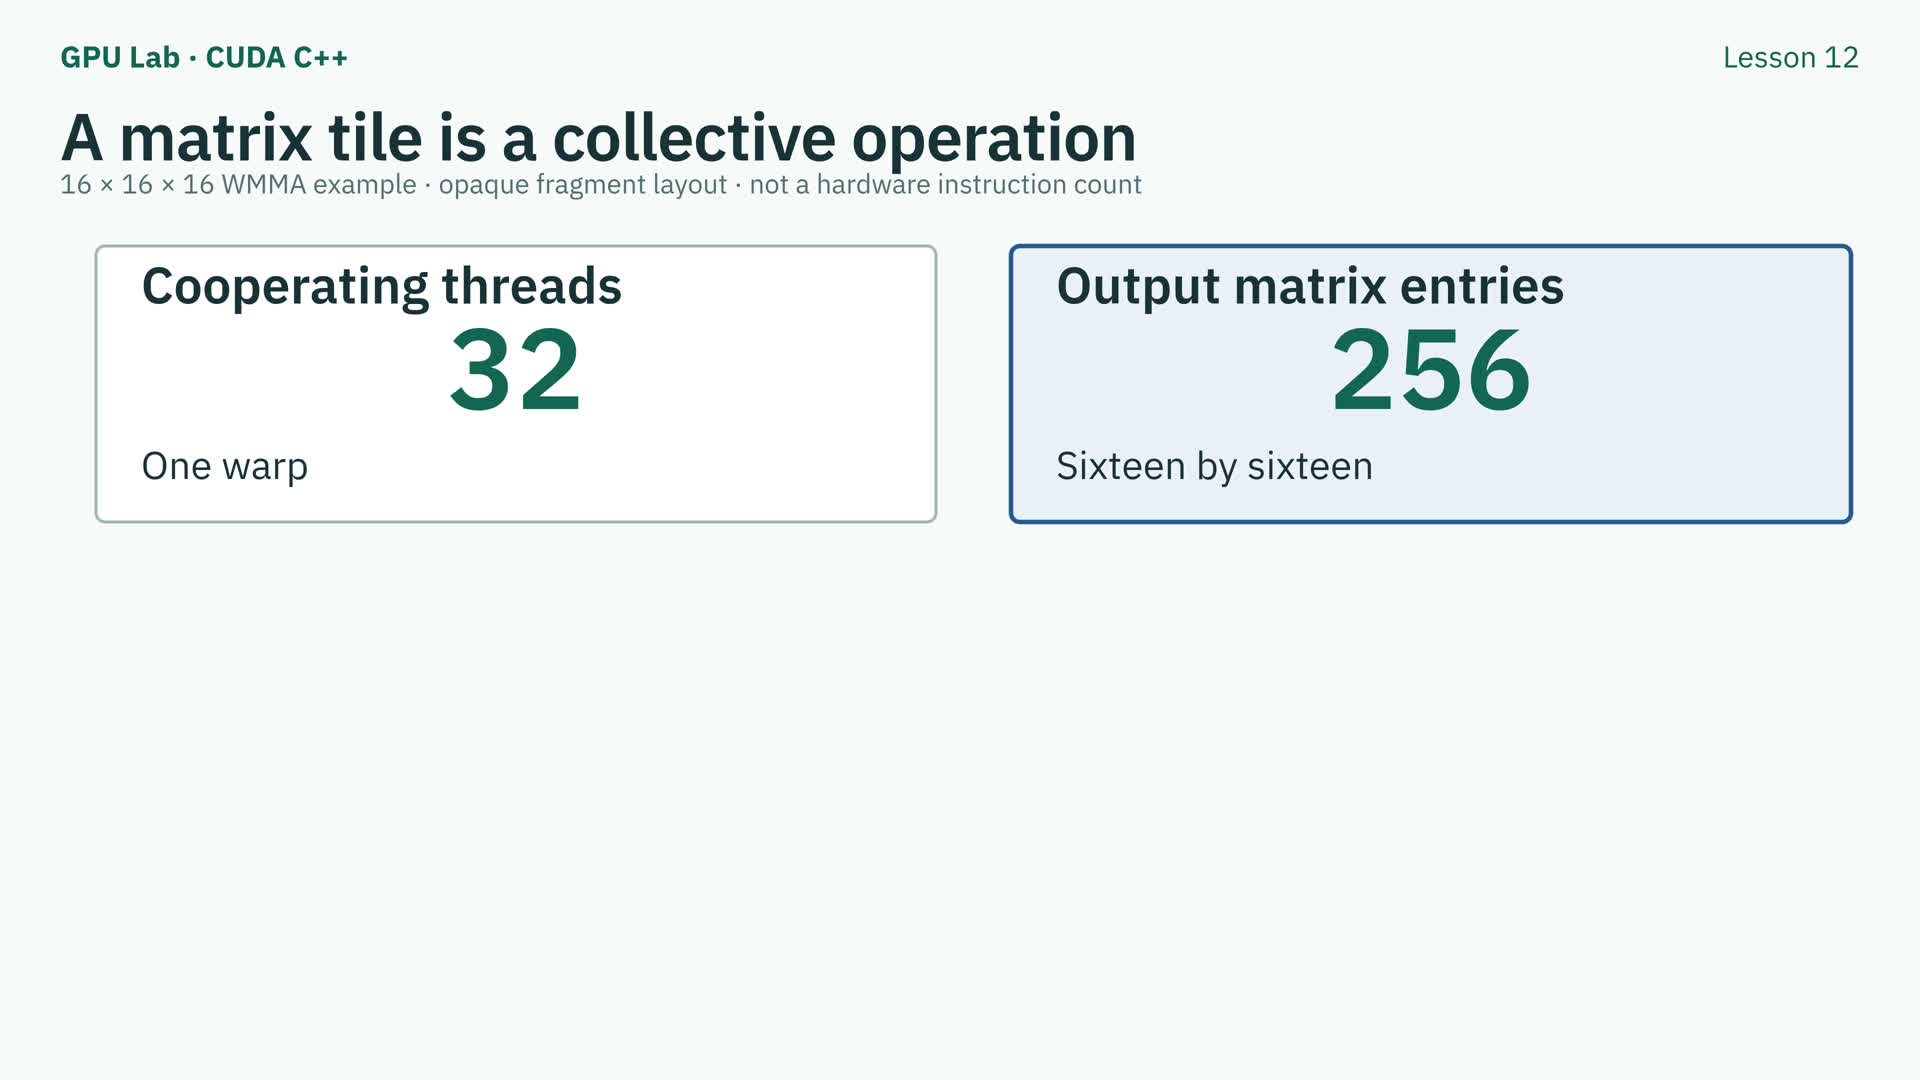 GPU Lab · CUDA C++
Lesson 12
A matrix tile is a collective operation
16 × 16 × 16 WMMA example · opaque fragment layout · not a hardware instruction count
Cooperating threads
32
One warp
Output matrix entries
256
Sixteen by sixteen